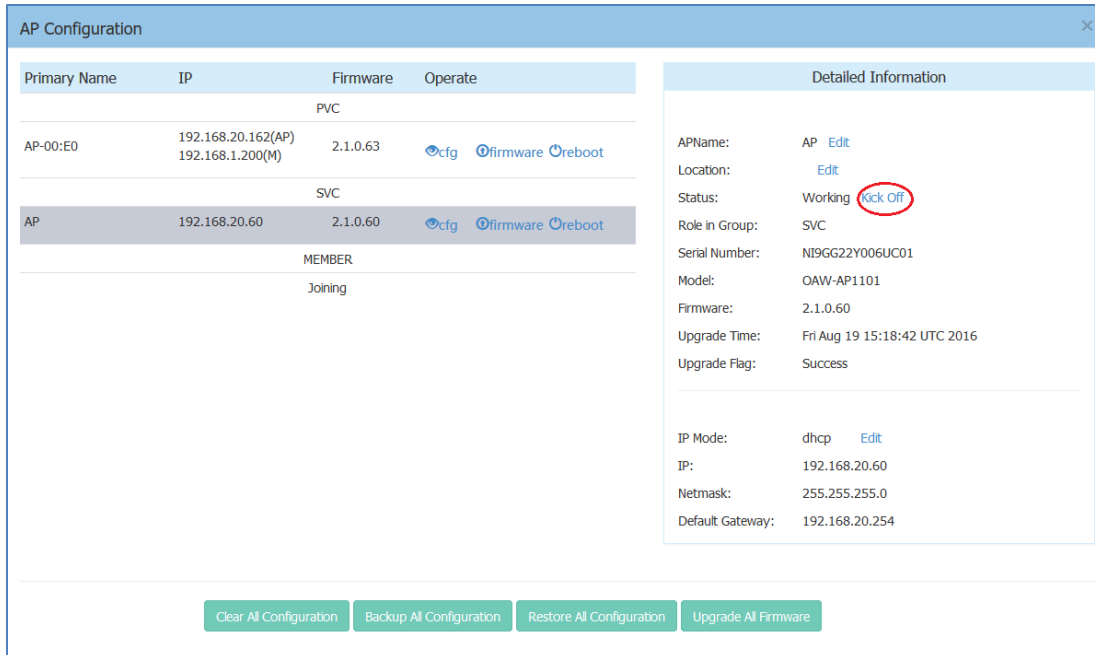 AP Configuration ×
Primary Name IP Firmware Operate
PVC
AP-00:E0 192.168.20.162(AP) 2.1.0.63 cfg firmware reboot
192.168.1.200(M)
SVC
AP 192.168.20.60 2.1.0.60 cfg firmware reboot
MEMBER
Joining
Detailed Information
APName: AP Edit
Location: Edit
Status: Working Kick Off
Role in Group: SVC
Serial Number: NI9GG22Y006UC01
Model: OAW-AP1101
Firmware: 2.1.0.60
Upgrade Time: Fri Aug 19 15:18:42 UTC 2016
Upgrade Flag: Success
IP Mode: dhcp Edit
IP: 192.168.20.60
Netmask: 255.255.255.0
Default Gateway: 192.168.20.254
Clear All Configuration Backup All Configuration Restore All Configuration Upgrade All Firmware